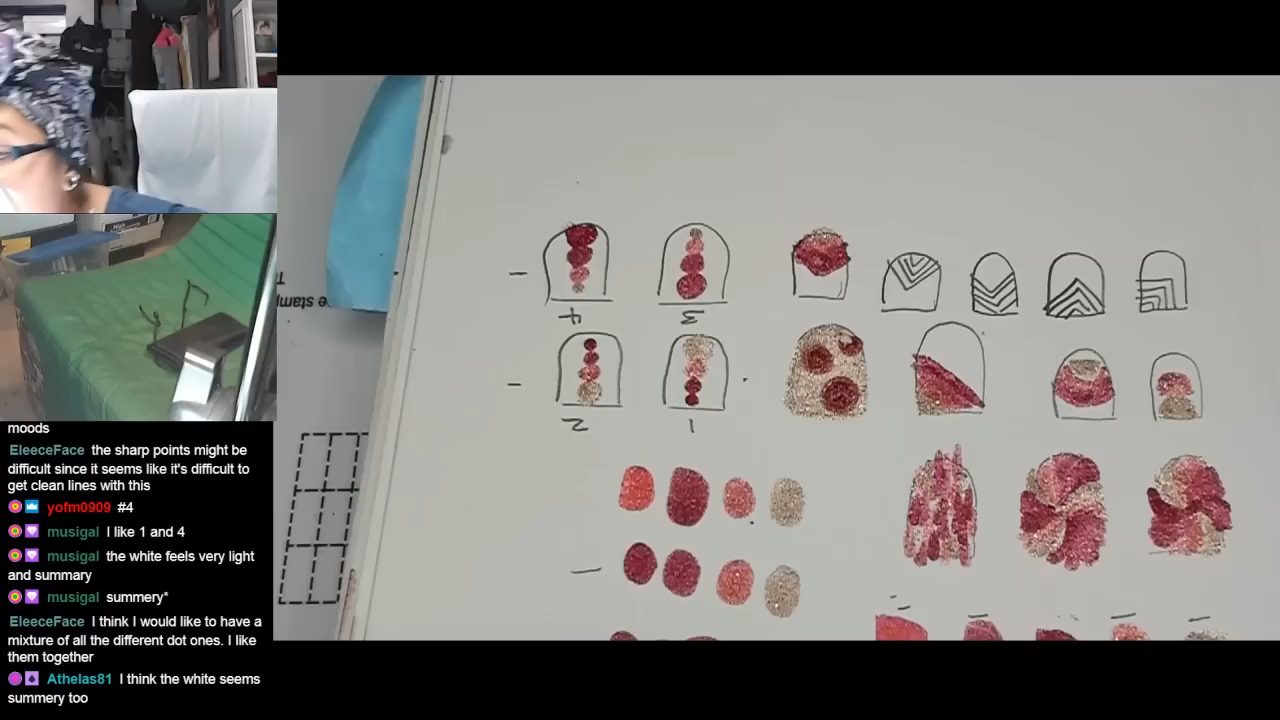 moods
EleeceFace the sharp points might be
difficult since it seems like it's difficult to
get clean lines with this
yofm0909 #4
musigal I like 1 and 4
musigal the white feels very light
and summary
musigal summery*
EleeceFace I think I would like to have a
mixture of all the different dot ones. I like
them together
Athelas81 I think the white seems
summery too
4 3
2 1
e stamp